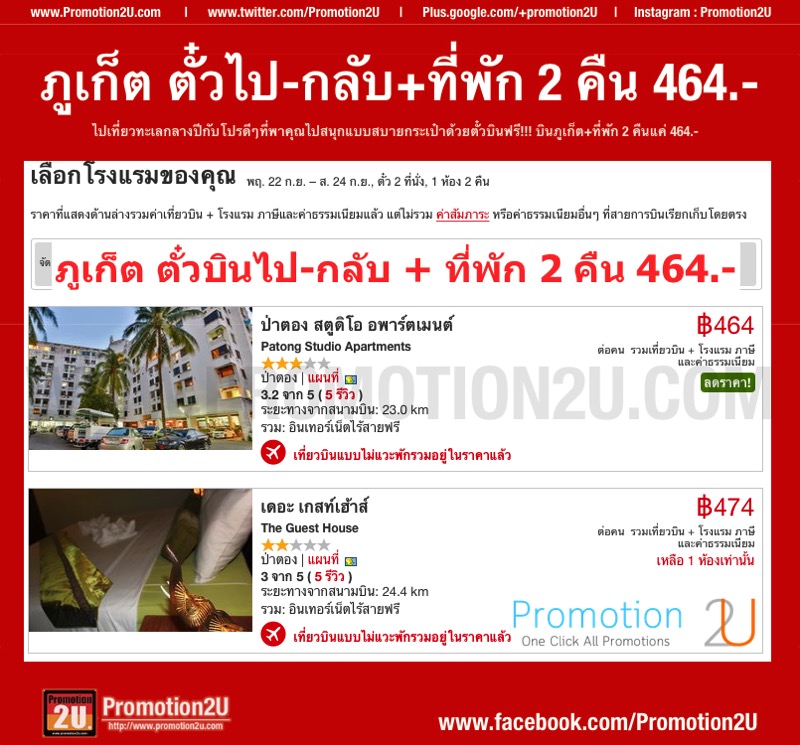 www.Promotion2U.com | www.twitter.com/Promotion2U | Plus.google.com/+promotion2U | Instagram : Promotion2U
ภูเก็ต ตั๋วไป-กลับ+ที่พัก 2 คืน 464.-
ไปเที่ยวทะเลกลางปีกับโปรดีๆที่พาคุณไปสนุกแบบสบายกระเป๋าด้วยตั๋วบินฟรี!!! บินภูเก็ต+ที่พัก 2 คืนแค่ 464.-
เลือกโรงแรมของคุณ พฤ. 22 ก.ย. – ส. 24 ก.ย., ตั๋ว 2 ที่นั่ง, 1 ห้อง 2 คืน
ราคาที่แสดงด้านล่างรวมค่าเที่ยวบิน + โรงแรม ภาษีและค่าธรรมเนียมแล้ว แต่ไม่รวม ค่าสัมภาระ หรือค่าธรรมเนียมอื่นๆ ที่สายการบินเรียกเก็บโดยตรง
จัด
ภูเก็ต ตั๋วบินไป-กลับ + ที่พัก 2 คืน 464.-
ป่าตอง สตูดิโอ อพาร์ตเมนต์
Patong Studio Apartments
ป่าตอง | แผนที่
3.2 จาก 5 ( 5 รีวิว )
ระยะทางจากสนามบิน: 23.0 km
รวม: อินเทอร์เน็ตไร้สายฟรี
เที่ยวบินแบบไม่แวะพักรวมอยู่ในราคาแล้ว
฿464
ต่อคน รวมเที่ยวบิน + โรงแรม ภาษี
และค่าธรรมเนียม
ลดราคา!
PROMOTION2U.COM
เดอะ เกสท์เฮ้าส์
The Guest House
ป่าตอง | แผนที่
3 จาก 5 ( 5 รีวิว )
ระยะทางจากสนามบิน: 24.4 km
รวม: อินเทอร์เน็ตไร้สายฟรี
เที่ยวบินแบบไม่แวะพักรวมอยู่ในราคาแล้ว
฿474
ต่อคน รวมเที่ยวบิน + โรงแรม ภาษี
และค่าธรรมเนียม
เหลือ 1 ห้องเท่านั้น
Promotion 2U
One Click All Promotions
Promotion
2U.
www.promotion2u.com
Promotion2U
http://www.promotion2u.com
www.facebook.com/Promotion2U